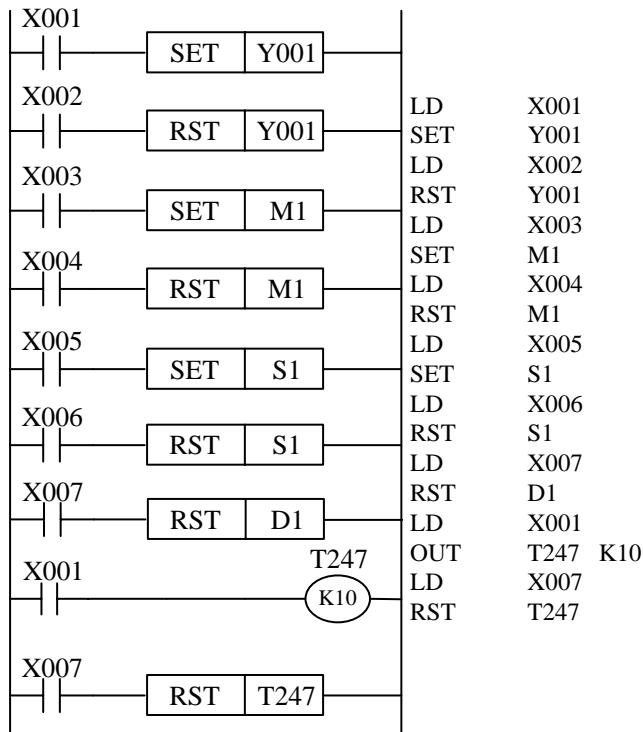 X001
SET Y001
X002
RST Y001
X003
SET M1
X004
RST M1
X005
SET S1
X006
RST S1
X007
RST D1
T247
X001
K10
X007
RST T247
LD X001
SET Y001
LD X002
RST Y001
LD X003
SET M1
LD X004
RST M1
LD X005
SET S1
LD X006
RST S1
LD X007
RST D1
LD X001
OUT T247 K10
LD X007
RST T247